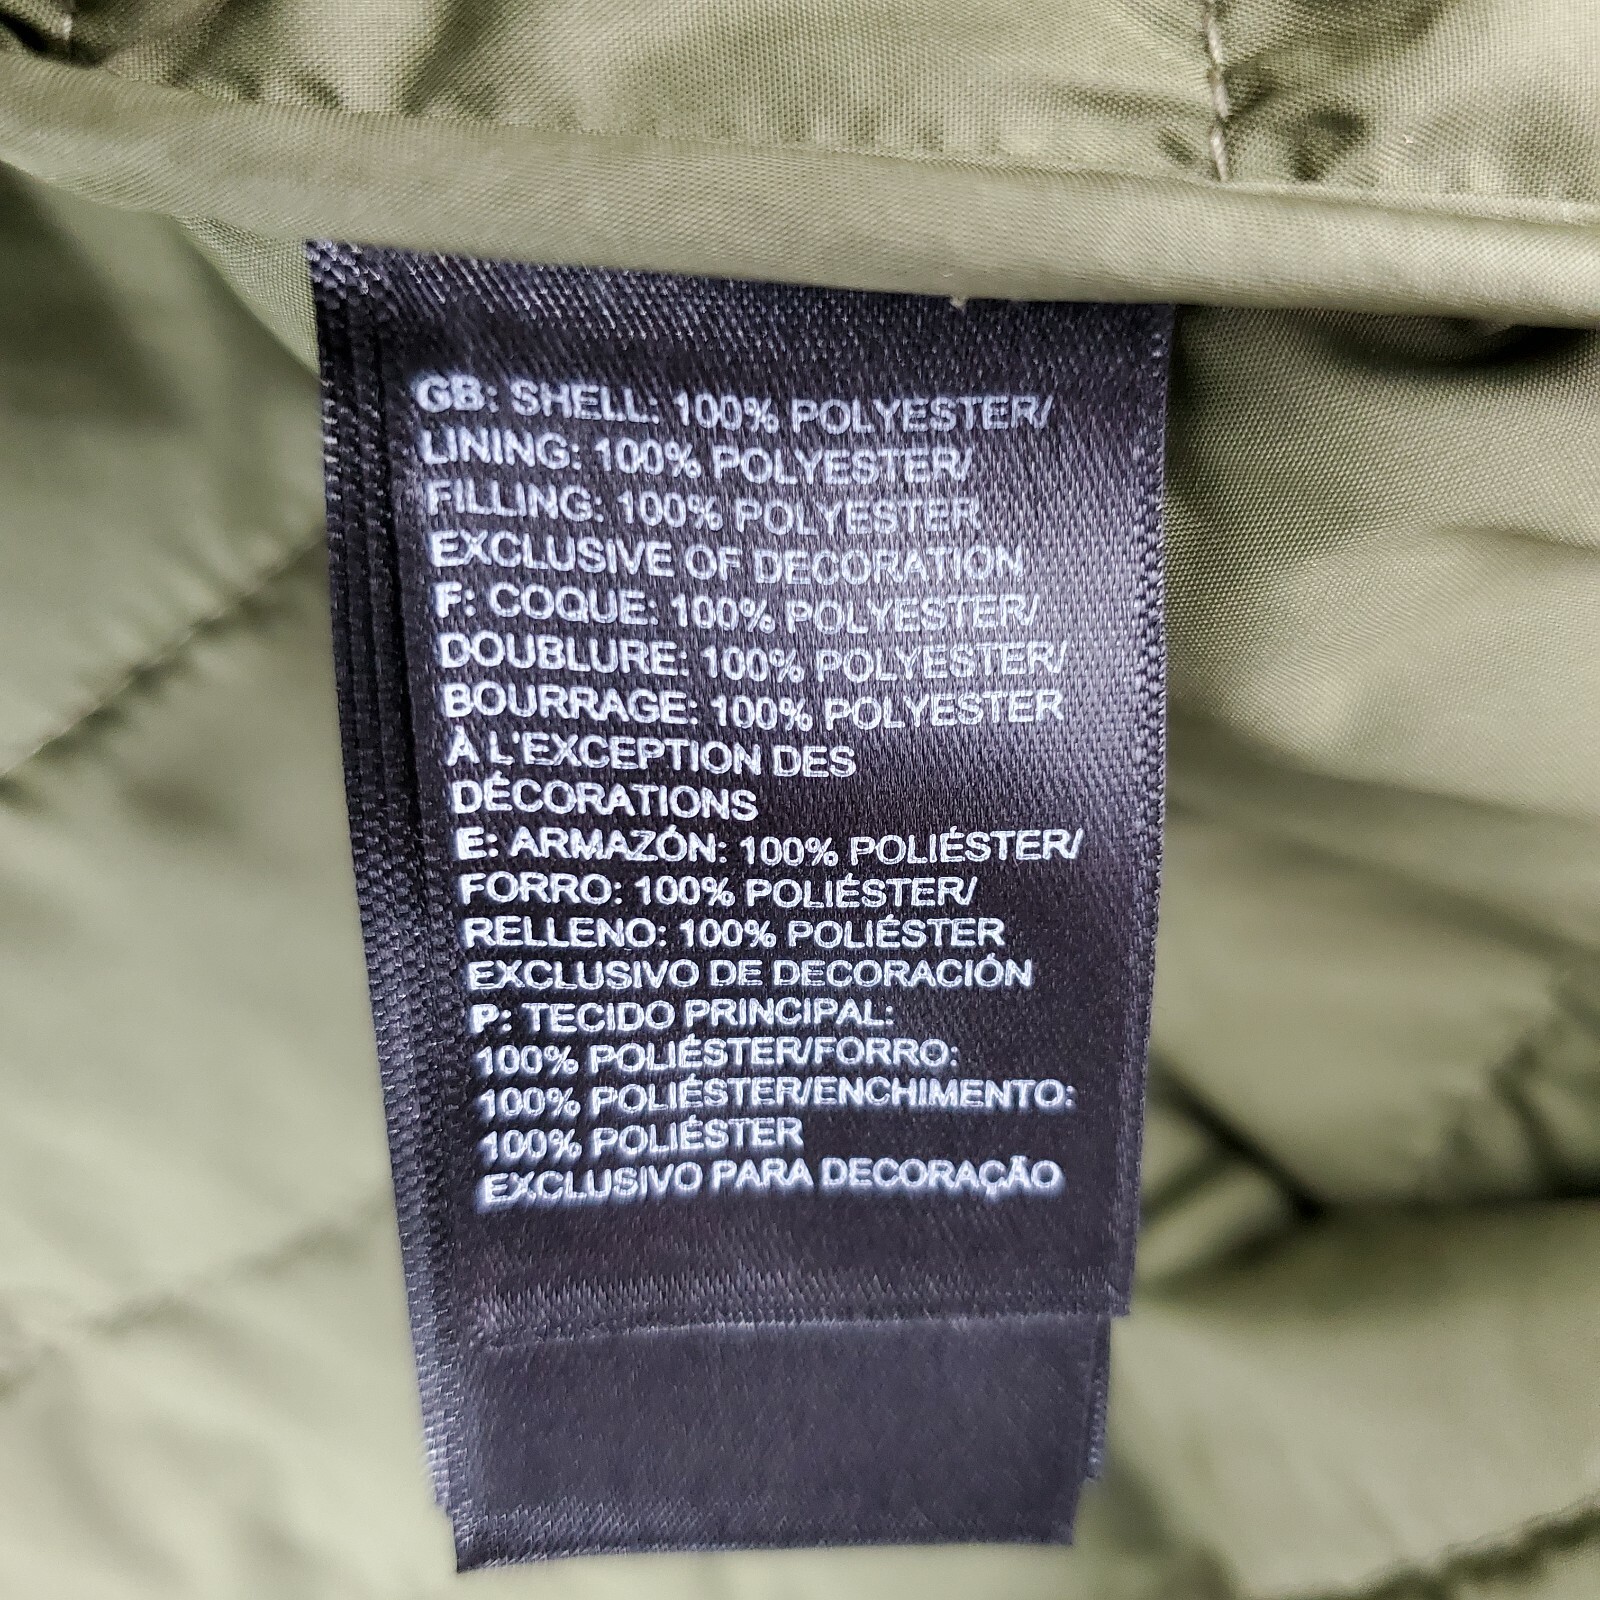 GB: SHELL: 100% POLYESTER/
LINING: 100% POLYESTER/
FILLING: 100% POLYESTER
EXCLUSIVE OF DECORATION
F: COQUE: 100% POLYESTER/
DOUBLURE: 100% POLYESTER/
BOURRAGE: 100% POLYESTER
À L'EXCEPTION DES
DÉCORATIONS
E: ARMAZÓN: 100% POLIÉSTER/
FORRO: 100% POLIÉSTER/
RELLENO: 100% POLIÉSTER
EXCLUSIVO DE DECORACIÓN
P: TECIDO PRINCIPAL:
100% POLIÉSTER/FORRO:
100% POLIÉSTER/ENCHIMENTO:
100% POLIÉSTER
EXCLUSIVO PARA DECORAÇÃO